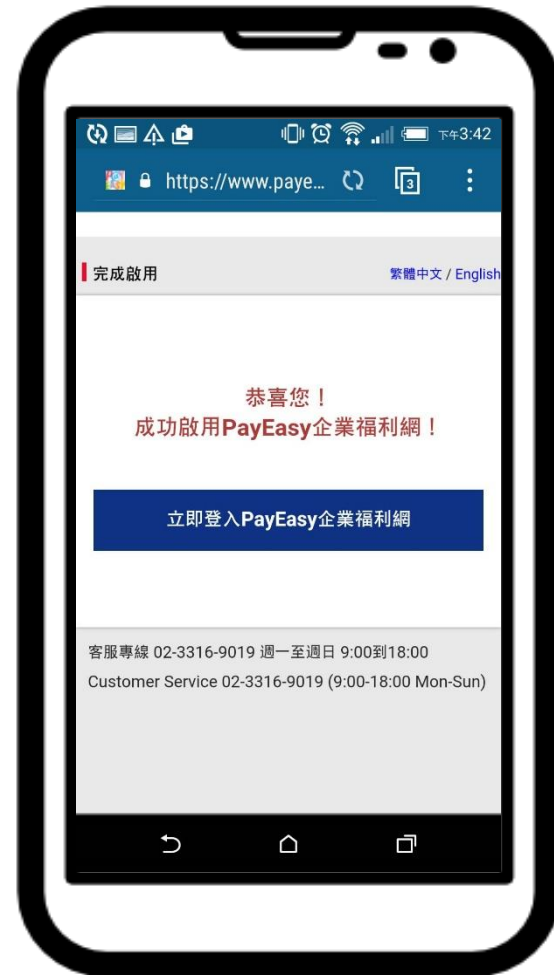 下午3:42
https://www.paye...
3
完成啟用
繁體中文 / English
恭喜您！
成功啟用PayEasy企業福利網！
立即登入PayEasy企業福利網
客服專線 02-3316-9019 週一至週日 9:00到18:00
Customer Service 02-3316-9019 (9:00-18:00 Mon-Sun)